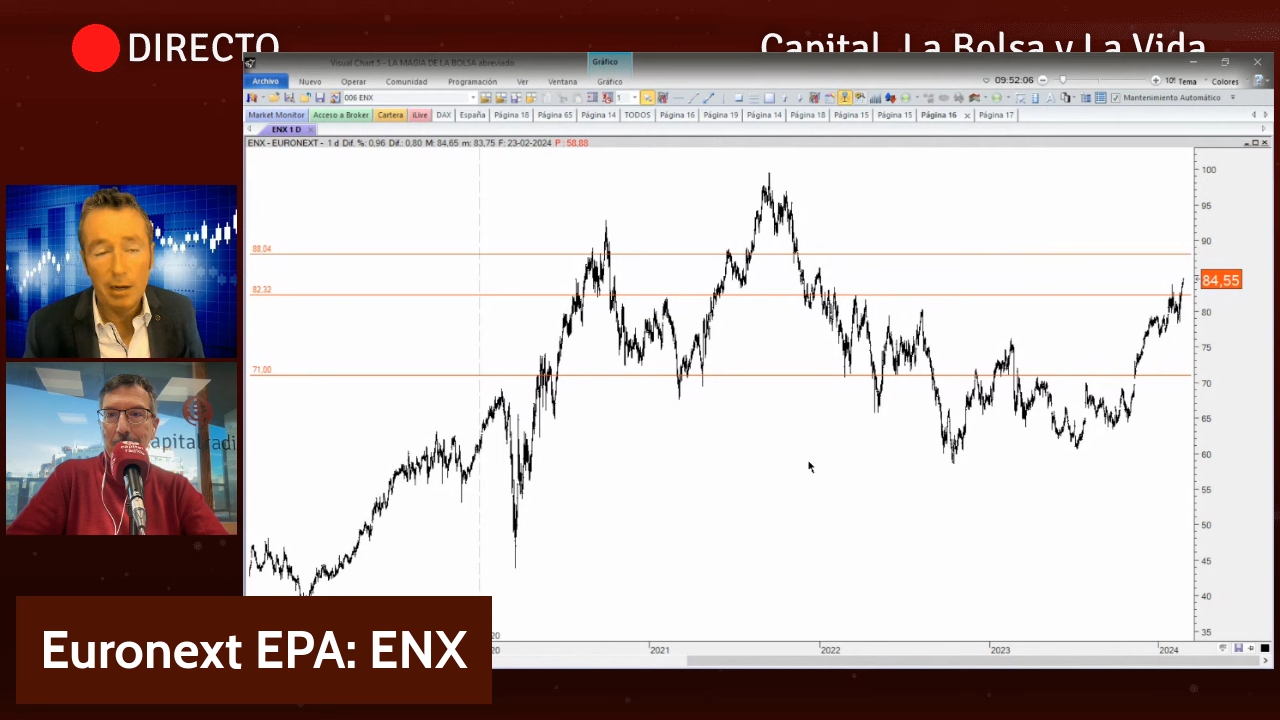 DIRECTO
Capital, La Bolsa y La Vida
Visual Chart 5 - LA MAGIA DE LA BOLSA abreviado
Gráfico
Archivo Nuevo Operar Comunidad Programación Ver Ventana Gráfico
09:52:06
Tema Colores
006 ENX
1
Mantenimiento Automático
Market Monitor Acceso a Broker Cartera iLive DAX España Página 18 Página 65 Página 14 TODOS Página 16 Página 19 Página 14 Página 18 Página 15 Página 15 Página 16 Página 17
ENX 1 D
ENX - EURONEXT - 1 d Dif. %: 0,96 Dif.: 0,80 M: 84,65 m: 83,75 F: 23-02-2024 P : 58,88
100
95
90
88,04
84,55
82,32
80
75
71,00
70
65
60
55
50
45
40
35
capitalradi
20 2021 2022 2023 2024
Euronext EPA: ENX